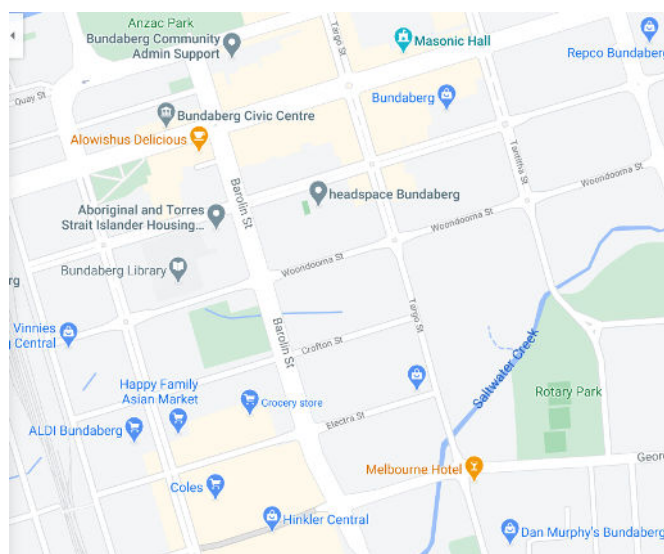 Anzac Park
Bundaberg Community
Admin Support
Targo St
Masonic Hall
Repco Bundaberg
Quay St
Bundaberg
Bundaberg Civic Centre
Alowishus Delicious
Tantitha St
Barolin St
headspace Bundaberg
Woondooma St
Aboriginal and Torres
Strait Islander Housing...
Woondooma St
Bundaberg Library
Woondooma St
rg
Targo St
Vinnies
g Central
Barolin St
Crofton St
Saltwater Creek
Happy Family
Asian Market
Grocery store
Rotary Park
ALDI Bundaberg
Electra St
Geor
Melbourne Hotel
Coles
Hinkler Central
Dan Murphy's Bundaberg